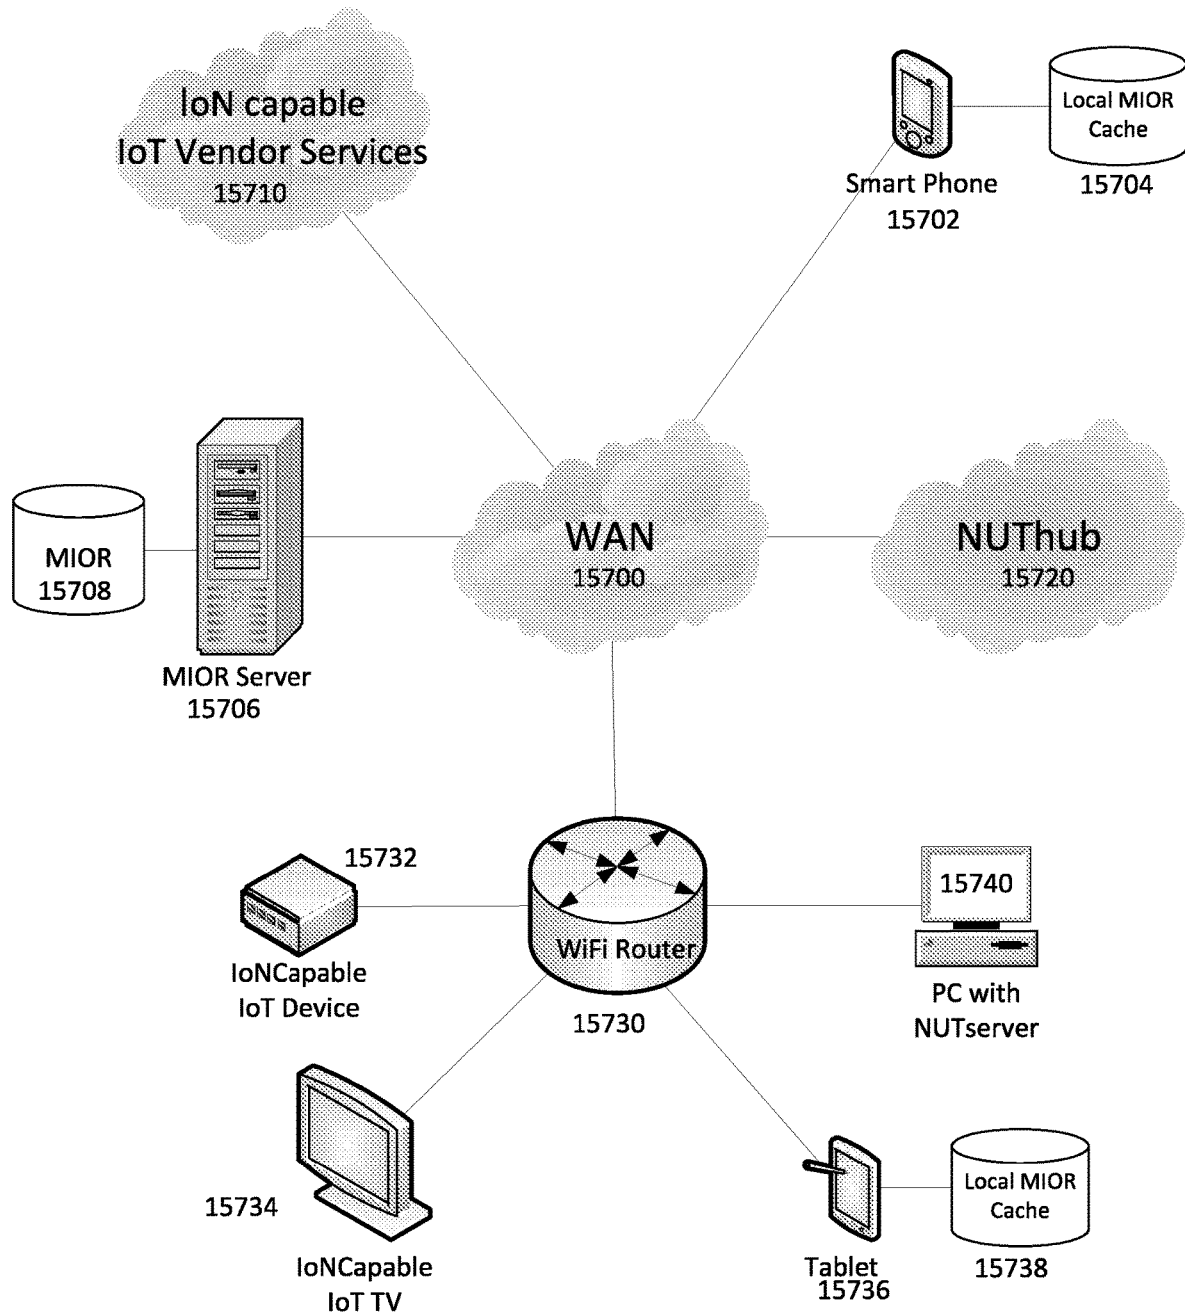 IoN capable
IoT Vendor Services
15710
Local MIOR
Cache
15704
Smart Phone
15702
MIOR
15708
MIOR Server
15706
WAN
15700
NUThub
15720
15732
IoNCapable
IoT Device
WiFi Router
15730
15740
PC with
NUTserver
15734
IoNCapable
IoT TV
Tablet
15736
Local MIOR
Cache
15738